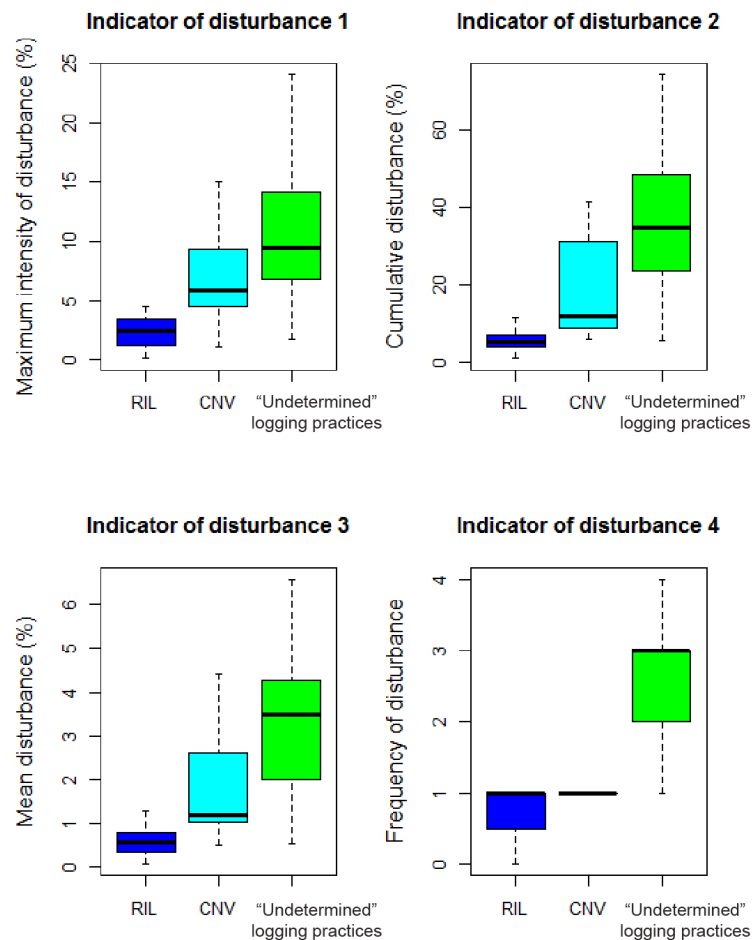 Indicator of disturbance 1
Maximum intensity of disturbance (%)
25
20
15
10
5
0
RIL
CNV
“Undetermined”
logging practices
Indicator of disturbance 2
Cumulative disturbance (%)
60
40
20
0
RIL
CNV
“Undetermined”
logging practices
Indicator of disturbance 3
Mean disturbance (%)
6
5
4
3
2
1
0
RIL
CNV
“Undetermined”
logging practices
Indicator of disturbance 4
Frequency of disturbance
4
3
2
1
0
RIL
CNV
“Undetermined”
logging practices